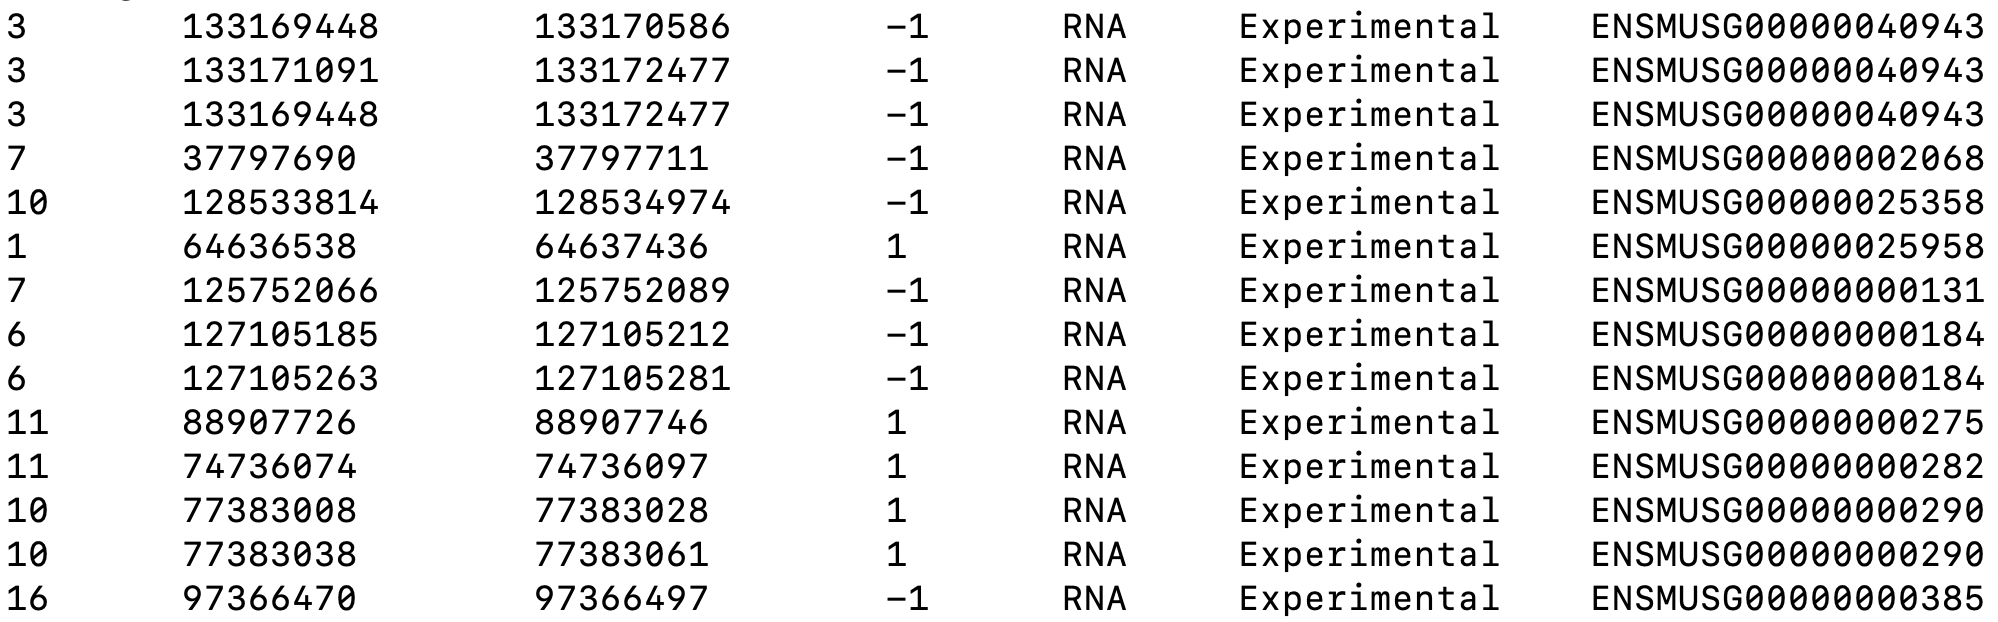 3 133169448 133170586 −1 RNA Experimental ENSMUSG00000040943
3 133171091 133172477 −1 RNA Experimental ENSMUSG00000040943
3 133169448 133172477 −1 RNA Experimental ENSMUSG00000040943
7 37797690 37797711 −1 RNA Experimental ENSMUSG00000002068
10 128533814 128534974 −1 RNA Experimental ENSMUSG00000025358
1 64636538 64637436 1 RNA Experimental ENSMUSG00000025958
7 125752066 125752089 −1 RNA Experimental ENSMUSG00000000131
6 127105185 127105212 −1 RNA Experimental ENSMUSG00000000184
6 127105263 127105281 −1 RNA Experimental ENSMUSG00000000184
11 88907726 88907746 1 RNA Experimental ENSMUSG00000000275
11 74736074 74736097 1 RNA Experimental ENSMUSG00000000282
10 77383008 77383028 1 RNA Experimental ENSMUSG00000000290
10 77383038 77383061 1 RNA Experimental ENSMUSG00000000290
16 97366470 97366497 −1 RNA Experimental ENSMUSG00000000385